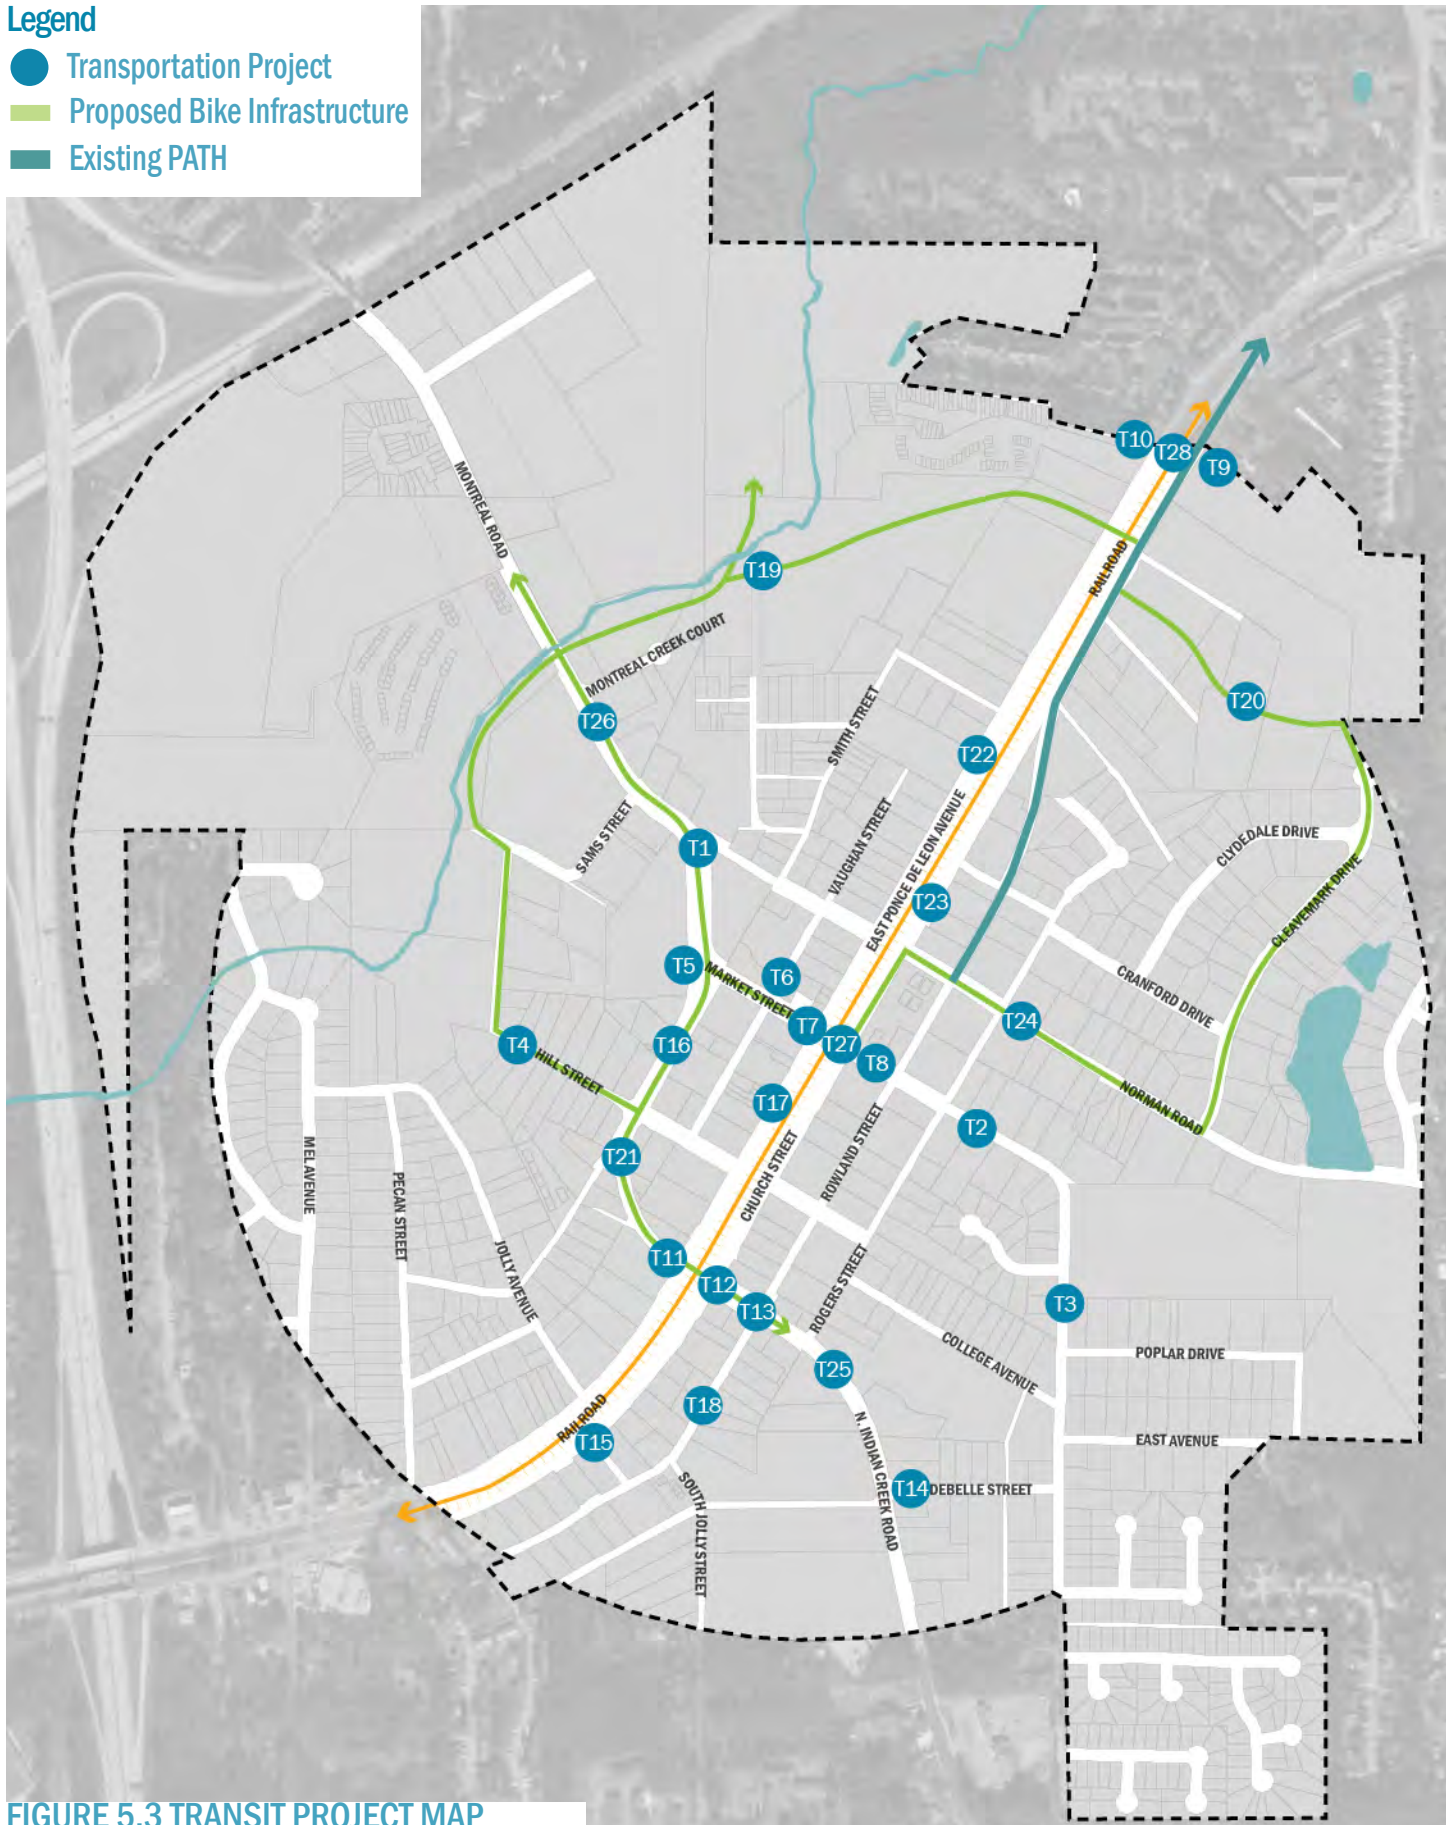 Legend
Transportation Project
Proposed Bike Infrastructure
Existing PATH
T10
T28
T9
MONTREAL ROAD
RAILROAD
T19
MONTREAL CREEK COURT
T20
T26
SMITH STREET
T22
SAMS STREET
T1
VAUGHAN STREET
EAST PONCE DE LEON AVENUE
CLYDEDALE DRIVE
T23
CLEAVEMARK DRIVE
T5
MARKET STREET
T6
CRANFORD DRIVE
T7
T24
T4
HILL STREET
T16
T27
T8
T17
NORMAN ROAD
T2
MEL AVENUE
PECAN STREET
T21
CHURCH STREET
ROWLAND STREET
JOLLY AVENUE
T11
T12
T13
ROGERS STREET
T3
COLLEGE AVENUE
POPLAR DRIVE
T25
RAILROAD
T18
T15
N. INDIAN CREEK ROAD
EAST AVENUE
SOUTH JOLLY STREET
T14
DEBELLE STREET
FIGURE 5.3 TRANSIT PROJECT MAP